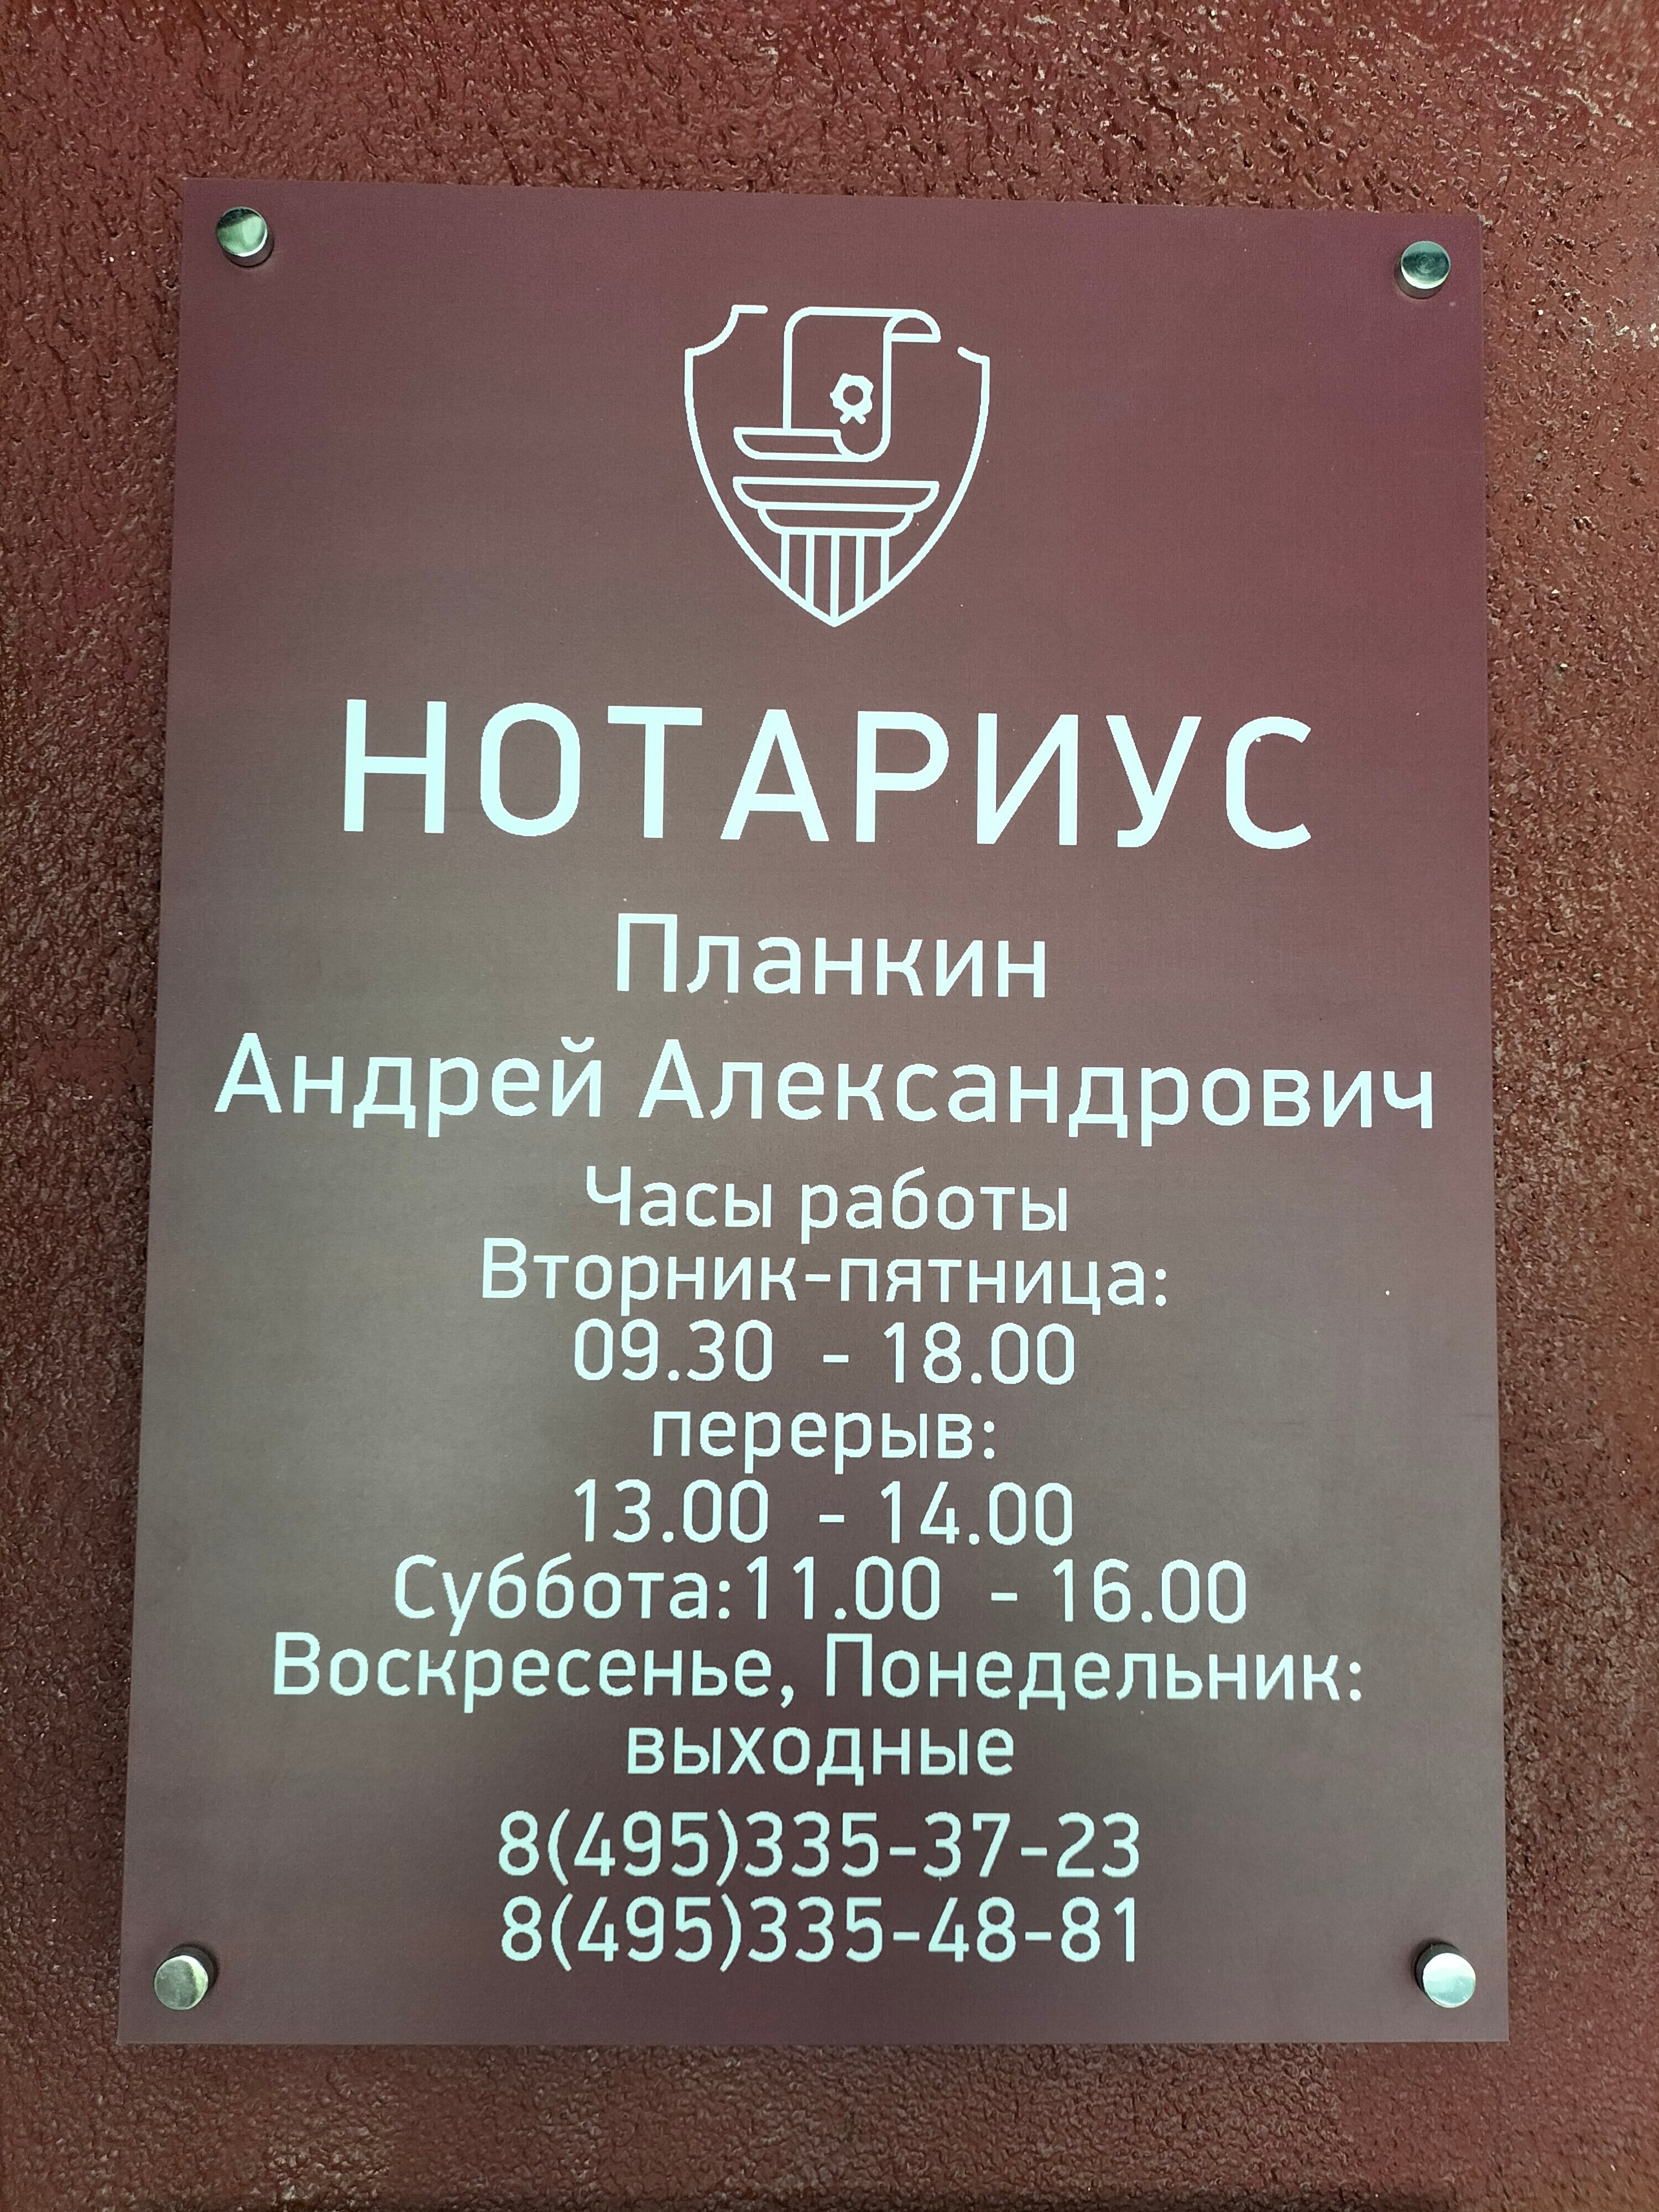 НОТАРИУС
Планкин
Андрей Александрович
Часы работы
Вторник-пятница:
09.30 - 18.00
перерыв:
13.00 - 14.00
Суббота:11.00 - 16.00
Воскресенье, Понедельник:
выходные
8(495)335-37-23
8(495)335-48-81